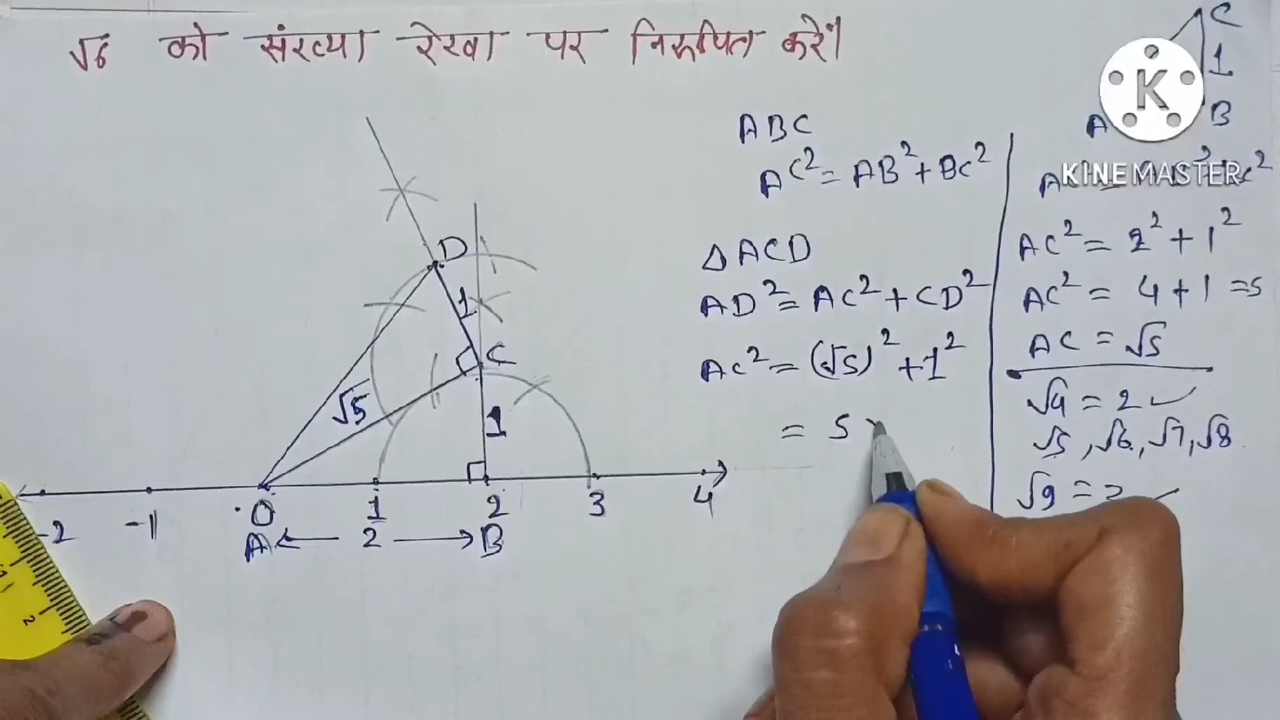 √6 को संख्या रेखा पर निरूपित करें।
C
1
A B
K
KINEMASTER
ABC
AC² = AB² + BC²
△ACD
AD² = AC² + CD²
AC² = (√5)² + 1²
= 5
AC² = 2² + 1²
AC² = 4 + 1 = 5
AC = √5
√4 = 2 ✓
√5, √6, √7, √8
√9 = 3 ✓
D
1
C
√5
1
-2 -1 0 1 2 3 4
A ← 2 → B
2